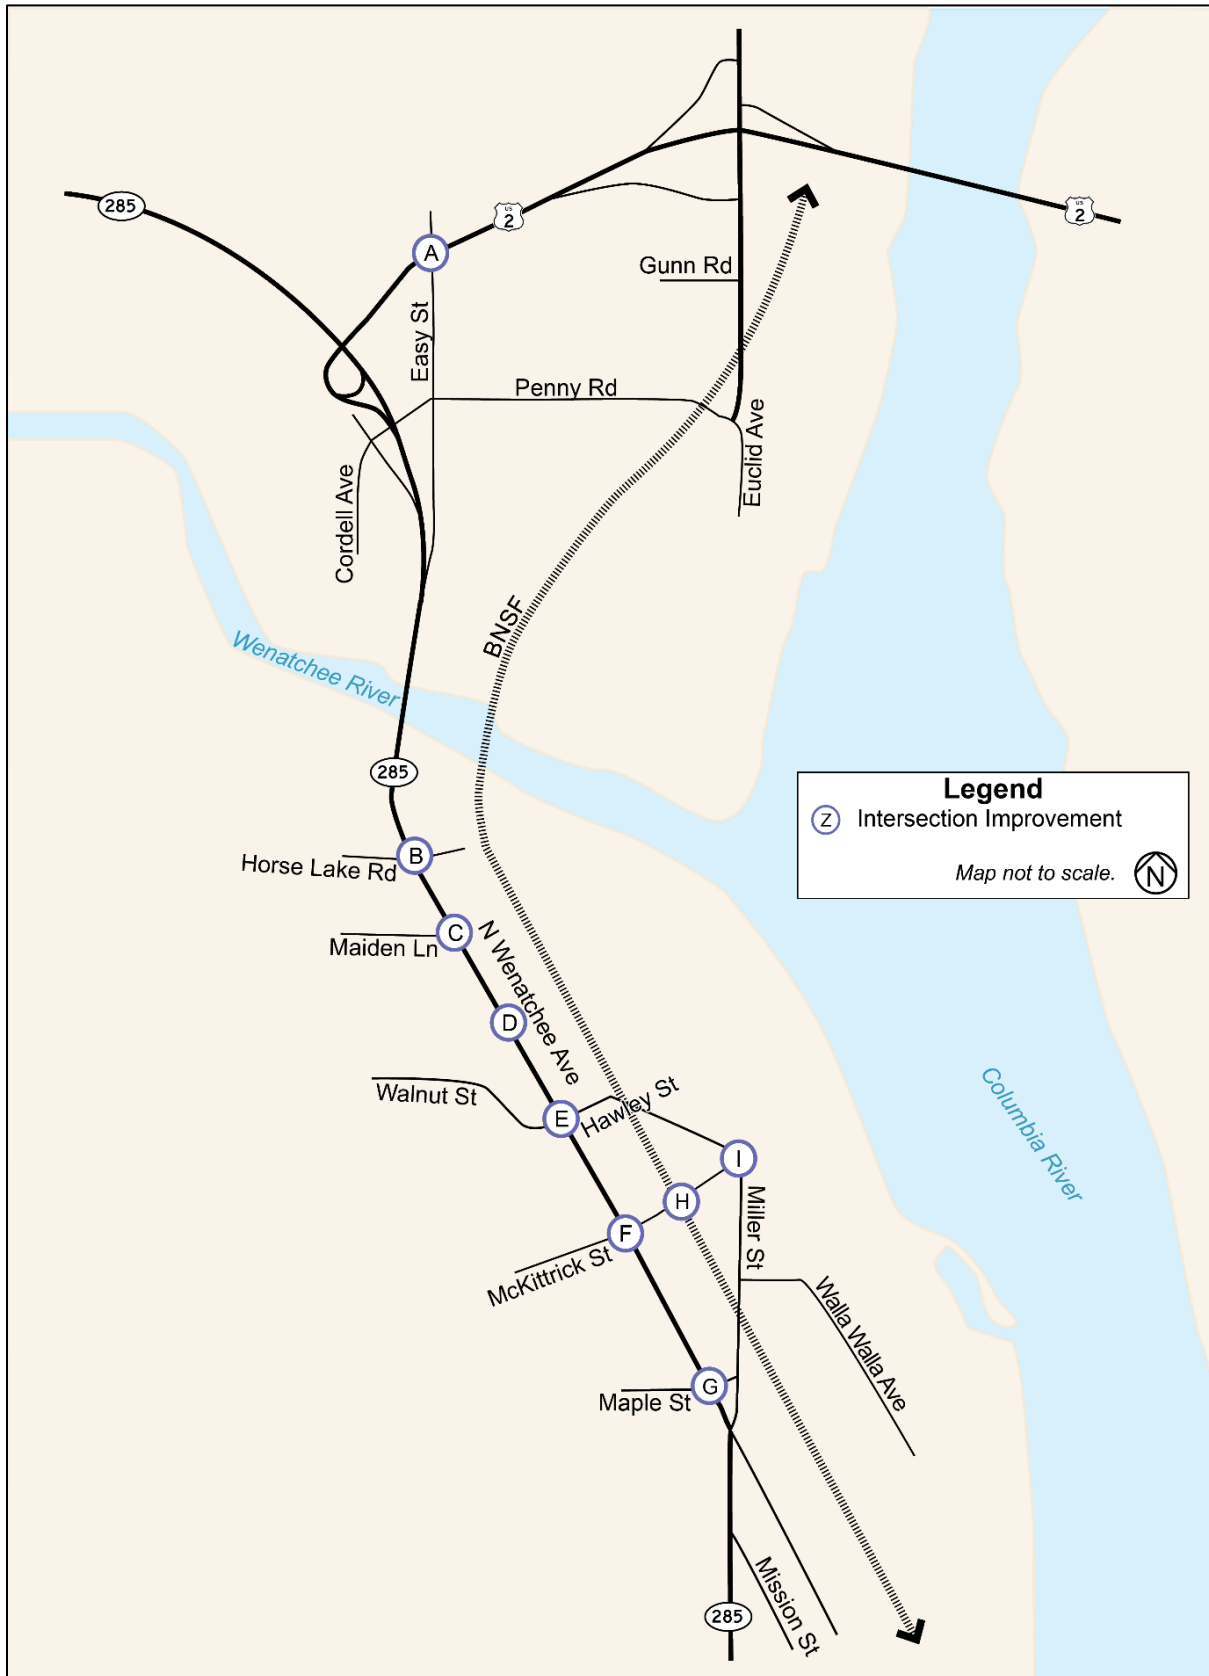 285
US
2
US
2
A
Gunn Rd
Easy St
Penny Rd
Euclid Ave
Cordell Ave
BNSF
Wenatchee River
285
Legend
Z Intersection Improvement
Map not to scale.
N
B
Horse Lake Rd
C
Maiden Ln
N Wenatchee Ave
D
Walnut St
E
Hawley St
Columbia River
I
H
Miller St
F
McKittrick St
Walla Walla Ave
G
Maple St
Mission St
285